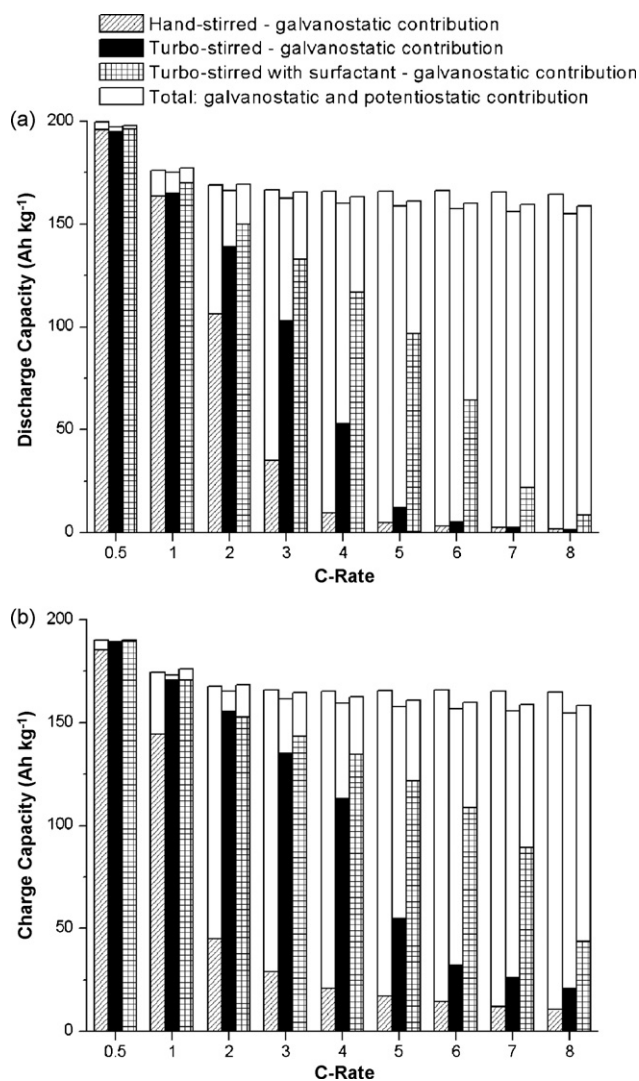 Hand-stirred - galvanostatic contribution
Turbo-stirred - galvanostatic contribution
Turbo-stirred with surfactant - galvanostatic contribution
Total: galvanostatic and potentiostatic contribution
(a)
200
150
100
50
0
Discharge Capacity (Ah kg⁻¹)
0.5 1 2 3 4 5 6 7 8
C-Rate
(b)
200
150
100
50
0
Charge Capacity (Ah kg⁻¹)
0.5 1 2 3 4 5 6 7 8
C-Rate